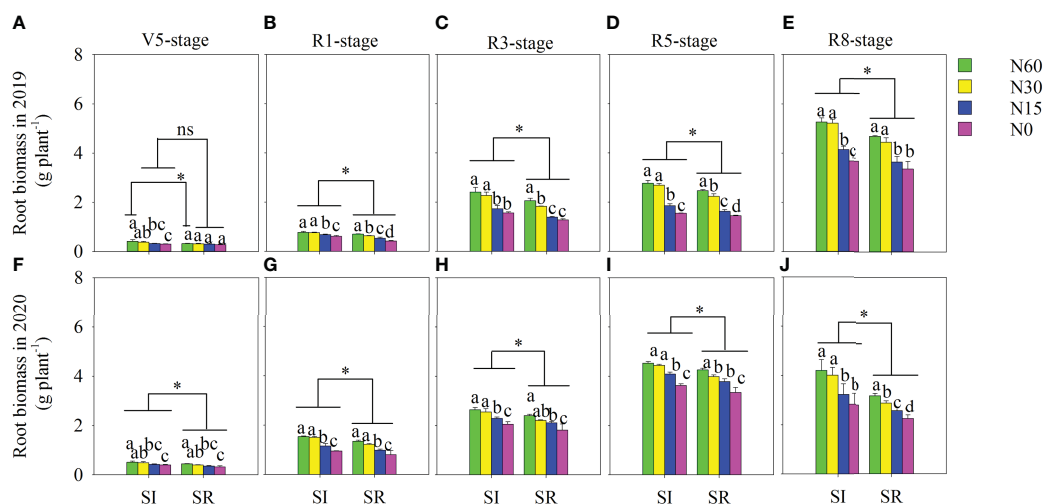 A B C D E
V5-stage R1-stage R3-stage R5-stage R8-stage
Root biomass in 2019
(g plant⁻¹)
8
6
4
2
0
ns
*
a ab bc c a a a a
*
a a b c a b c d
*
a a b b a b c c
*
a a b c a b c d
*
a a b c a a b b
N60
N30
N15
N0
F G H I J
Root biomass in 2020
(g plant⁻¹)
8
6
4
2
0
*
a ab bc c a ab bc c
*
a a b c a a b c
*
a a b c a ab b c
*
a a b c a b b c
*
a a b b a b c d
SI SR SI SR SI SR SI SR SI SR